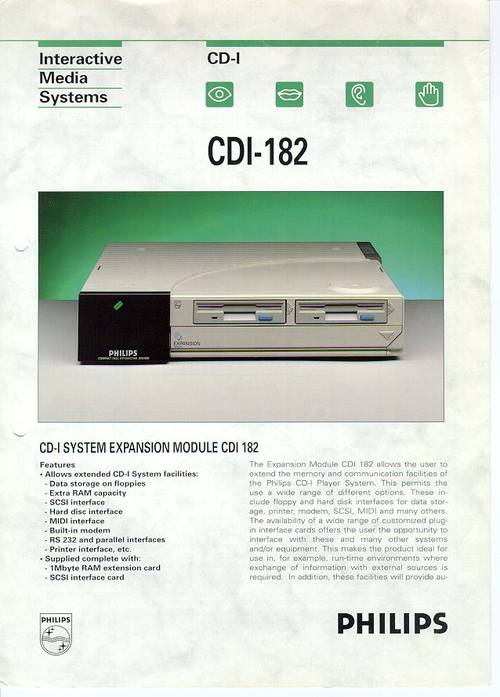 Interactive
Media
Systems
CD-I
CDI-182
PHILIPS
COMPACT DISC INTERACTIVE SYSTEM
EXPANSION
CD-I SYSTEM EXPANSION MODULE CDI 182
Features
• Allows extended CD-I System facilities:
- Data storage on floppies
- Extra RAM capacity
- SCSI interface
- Hard disc interface
- MIDI interface
- Built-in modem
- RS 232 and parallel interfaces
- Printer interface, etc.
• Supplied complete with:
- 1Mbyte RAM extension card
- SCSI interface card
The Expansion Module CDI 182 allows the user to
extend the memory and communication facilities of
the Philips CD-I Player System. This permits the
use a wide range of different options. These in-
clude floppy and hard disk interfaces for data stor-
age, printer, modem, SCSI, MIDI and many others.
The availability of a wide range of customized plug-
in interface cards offers the user the opportunity to
interface with these and many other systems
and/or equipment. This makes the product ideal for
use in, for example, run-time environments where
exchange of information with external sources is
required. In addition, these facilities will provide au-
PHILIPS
PHILIPS